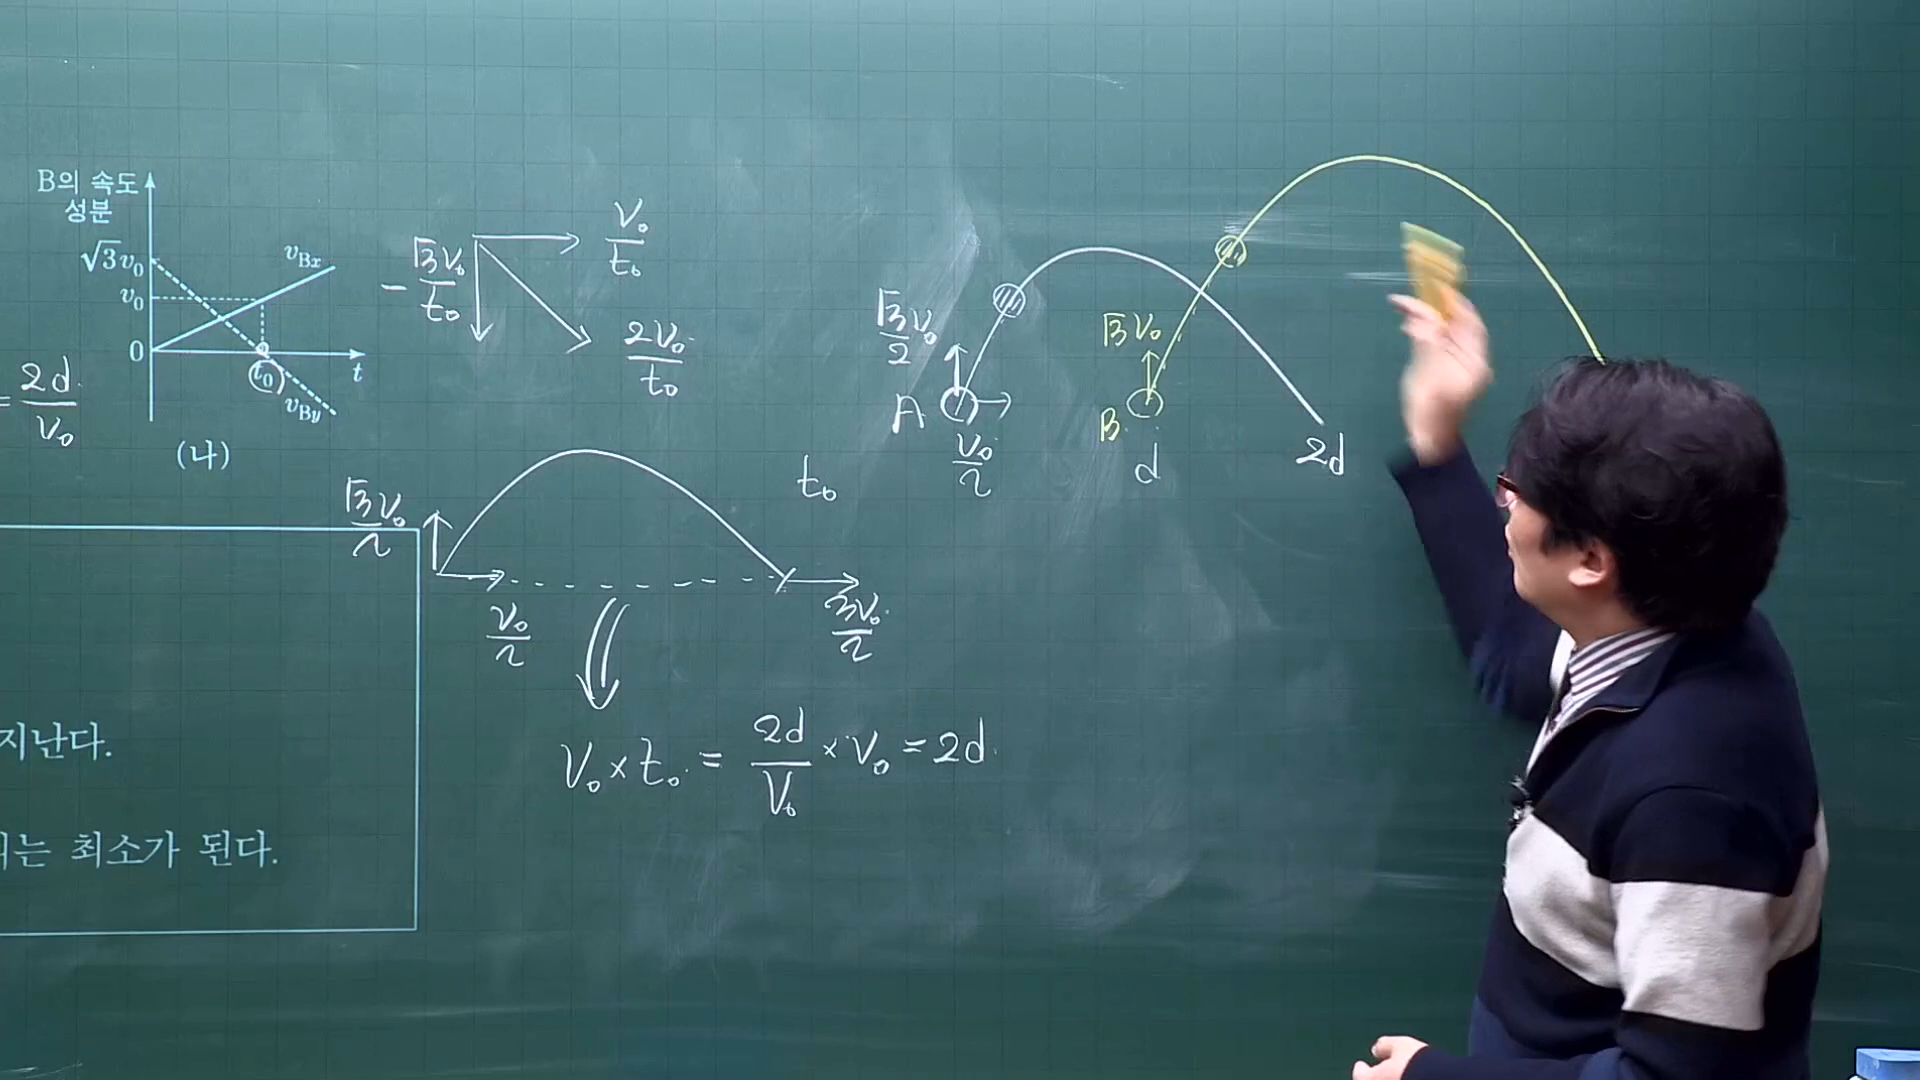 B의 속도
성분
√3v₀
v₀
0
v_Bx
v_By
t₀
t
(나)
= 2d/v₀
-√3v₀/t₀
v₀/t₀
2v₀/t₀
√3v₀/2
v₀/2
3v₀/2
t₀
v₀×t₀ = 2d/v₀ × v₀ = 2d
√3v₀/2
A
v₀/2
√3v₀
B
d
2d
지난다.
는 최소가 된다.